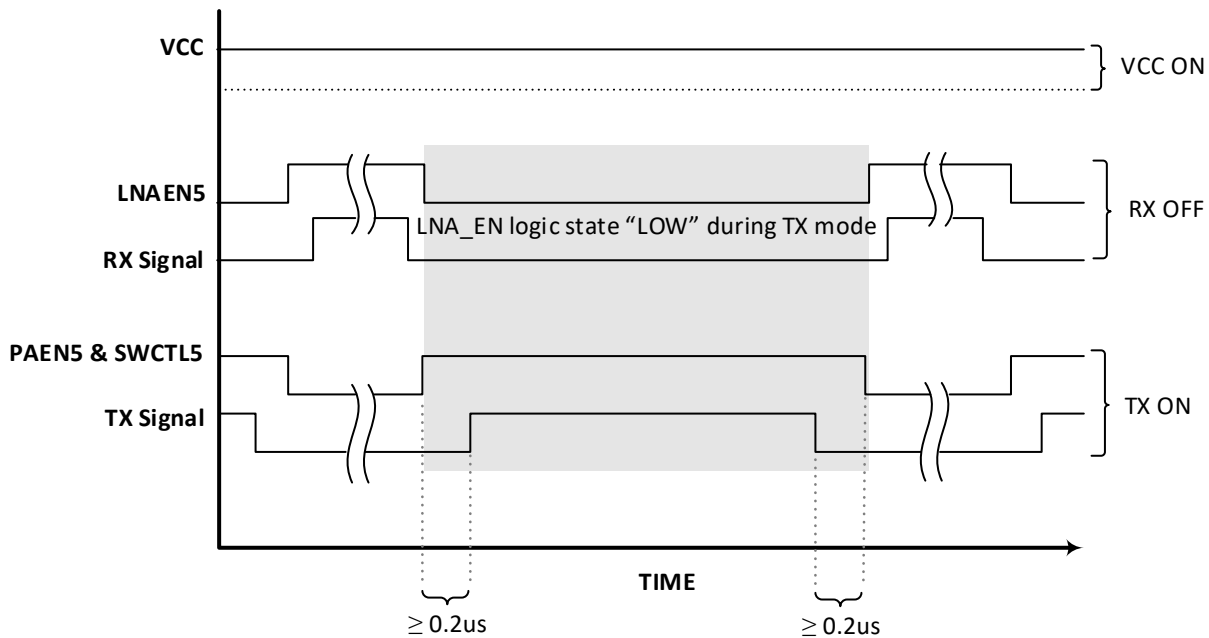 VCC
VCC ON
LNAEN5
LNA_EN logic state “LOW” during TX mode
RX OFF
RX Signal
PAEN5 & SWCTL5
TX Signal
TX ON
TIME
≥ 0.2us
≥ 0.2us